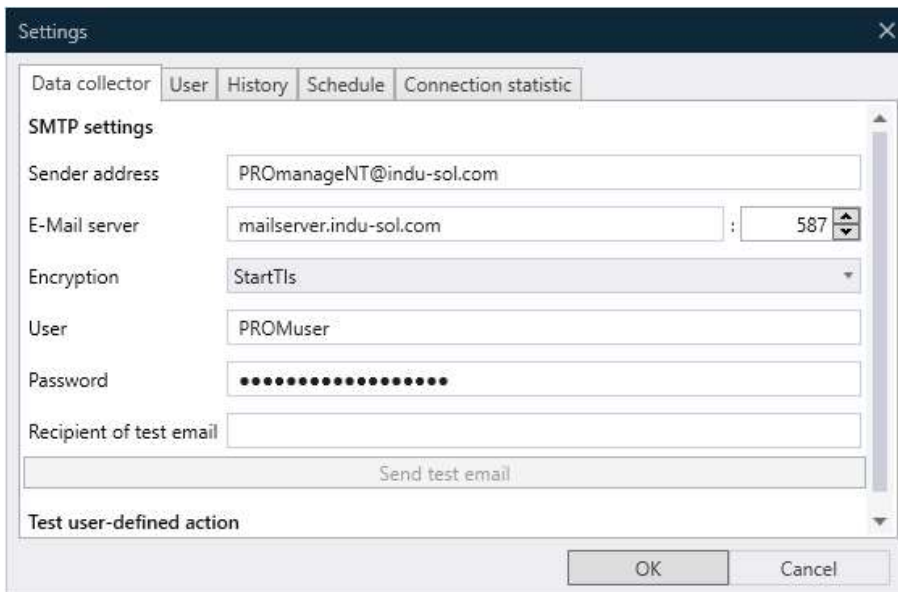 Settings
Data collector User History Schedule Connection statistic
SMTP settings
Sender address PROmanageNT@indu-sol.com
E-Mail server mailserver.indu-sol.com : 587
Encryption StartTls
User PROMuser
Password ●●●●●●●●●●●●●●●●●●
Recipient of test email
Send test email
Test user-defined action
OK Cancel